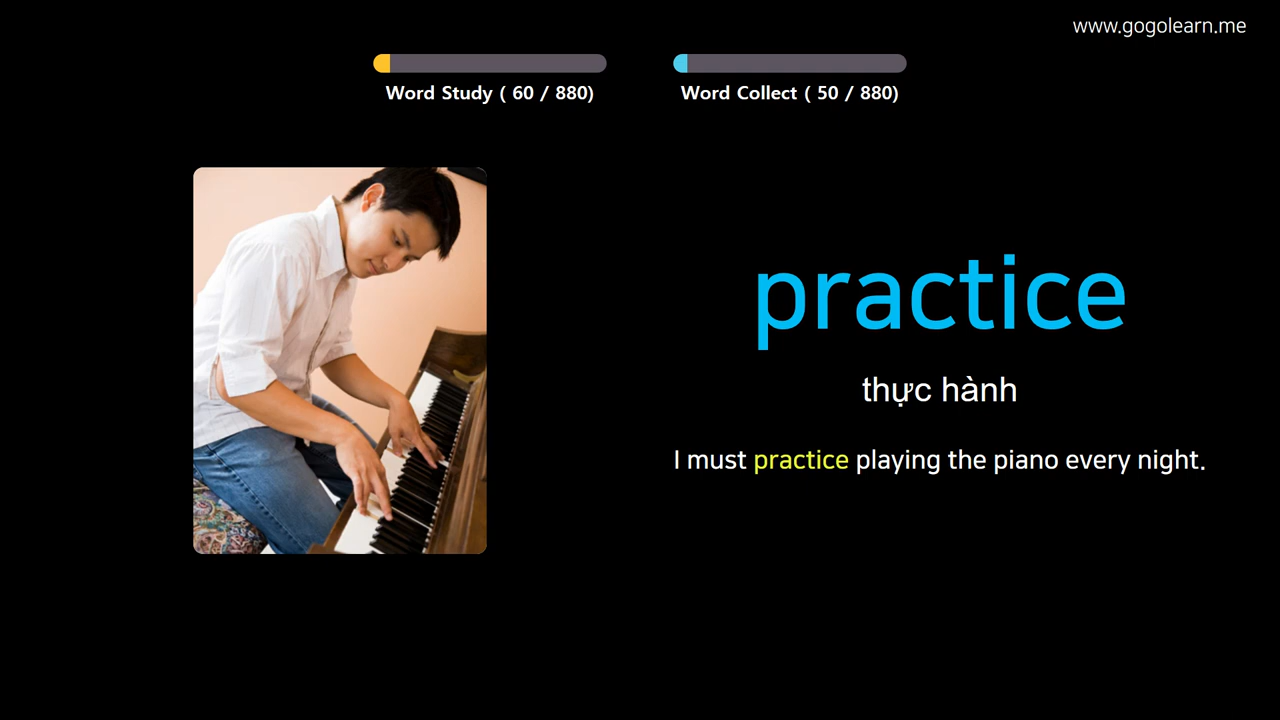 www.gogolearn.me
Word Study ( 60 / 880)
Word Collect ( 50 / 880)
practice
thực hành
I must practice playing the piano every night.